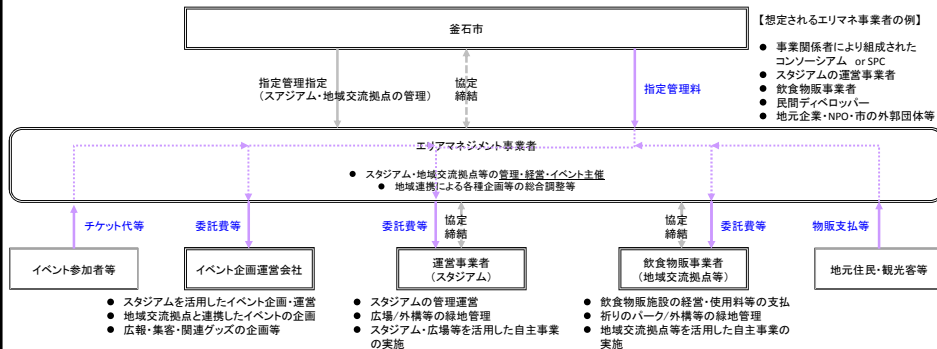 釜石市
【想定されるエリマネ事業者の例】
● 事業関係者により組成された
コンソーシアム or SPC
● スタジアムの運営事業者
● 飲食物販事業者
● 民間ディベロッパー
● 地元企業・NPO・市の外郭団体等
指定管理指定
(スアジアム・地域交流拠点の管理)
協定
締結
指定管理料
エリアマネジメント事業者
● スタジアム・地域交流拠点等の管理・経営・イベント主催
● 地域連携による各種企画等の総合調整等
チケット代等
委託費等
委託費等
協定
締結
協定
締結
委託費等
物販支払等
イベント参加者等
イベント企画運営会社
運営事業者
(スタジアム)
飲食物販事業者
(地域交流拠点等)
地元住民・観光客等
● スタジアムを活用したイベント企画・運営
● 地域交流拠点と連携したイベントの企画
● 広報・集客・関連グッズの企画等
● スタジアムの管理運営
● 広場/外構等の緑地管理
● スタジアム・広場等を活用した自主事業
の実施
● 飲食物販施設の経営・使用料等の支払
● 祈りのパーク/外構等の緑地管理
● 地域交流拠点等を活用した自主事業の
実施